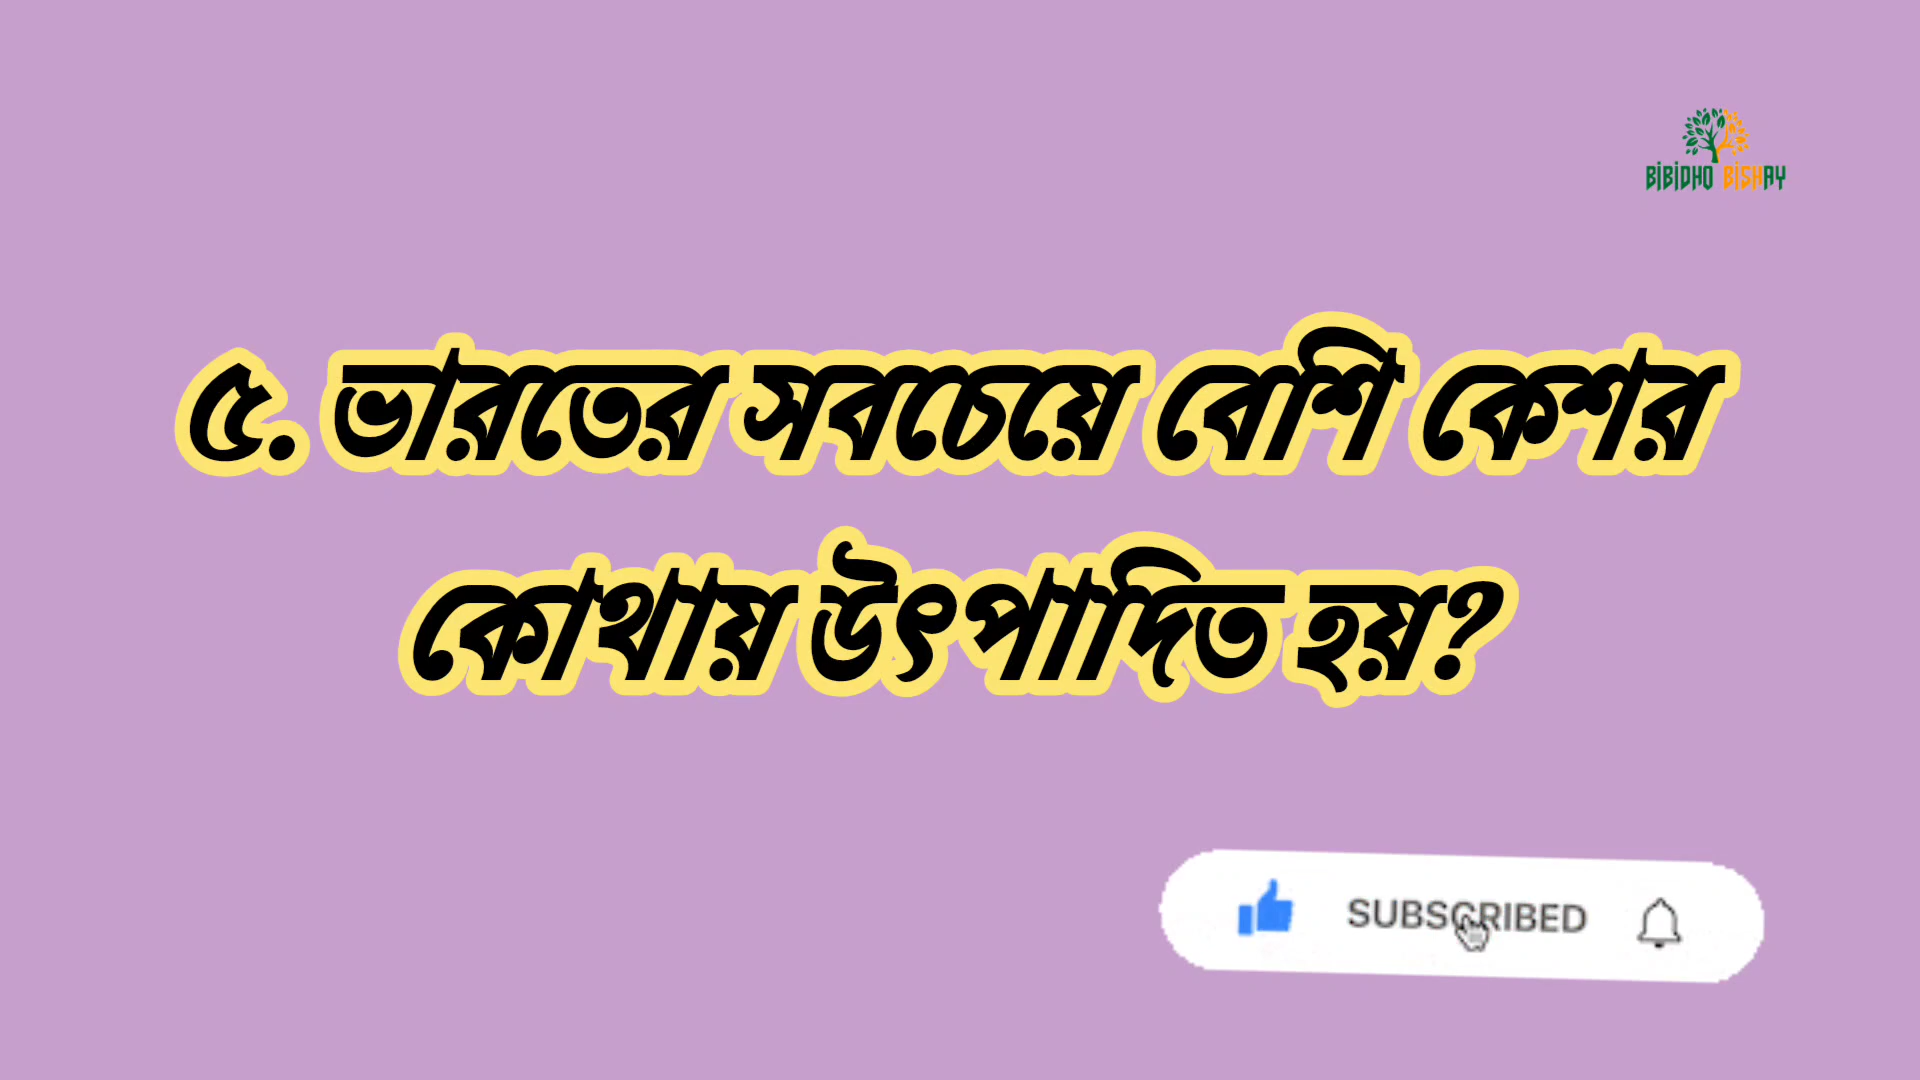 BIBIDHO BISHAY
৫. ভারতের সবচেয়ে বেশি কেশর
কোথায় উৎপাদিত হয়?
SUBSCRIBED